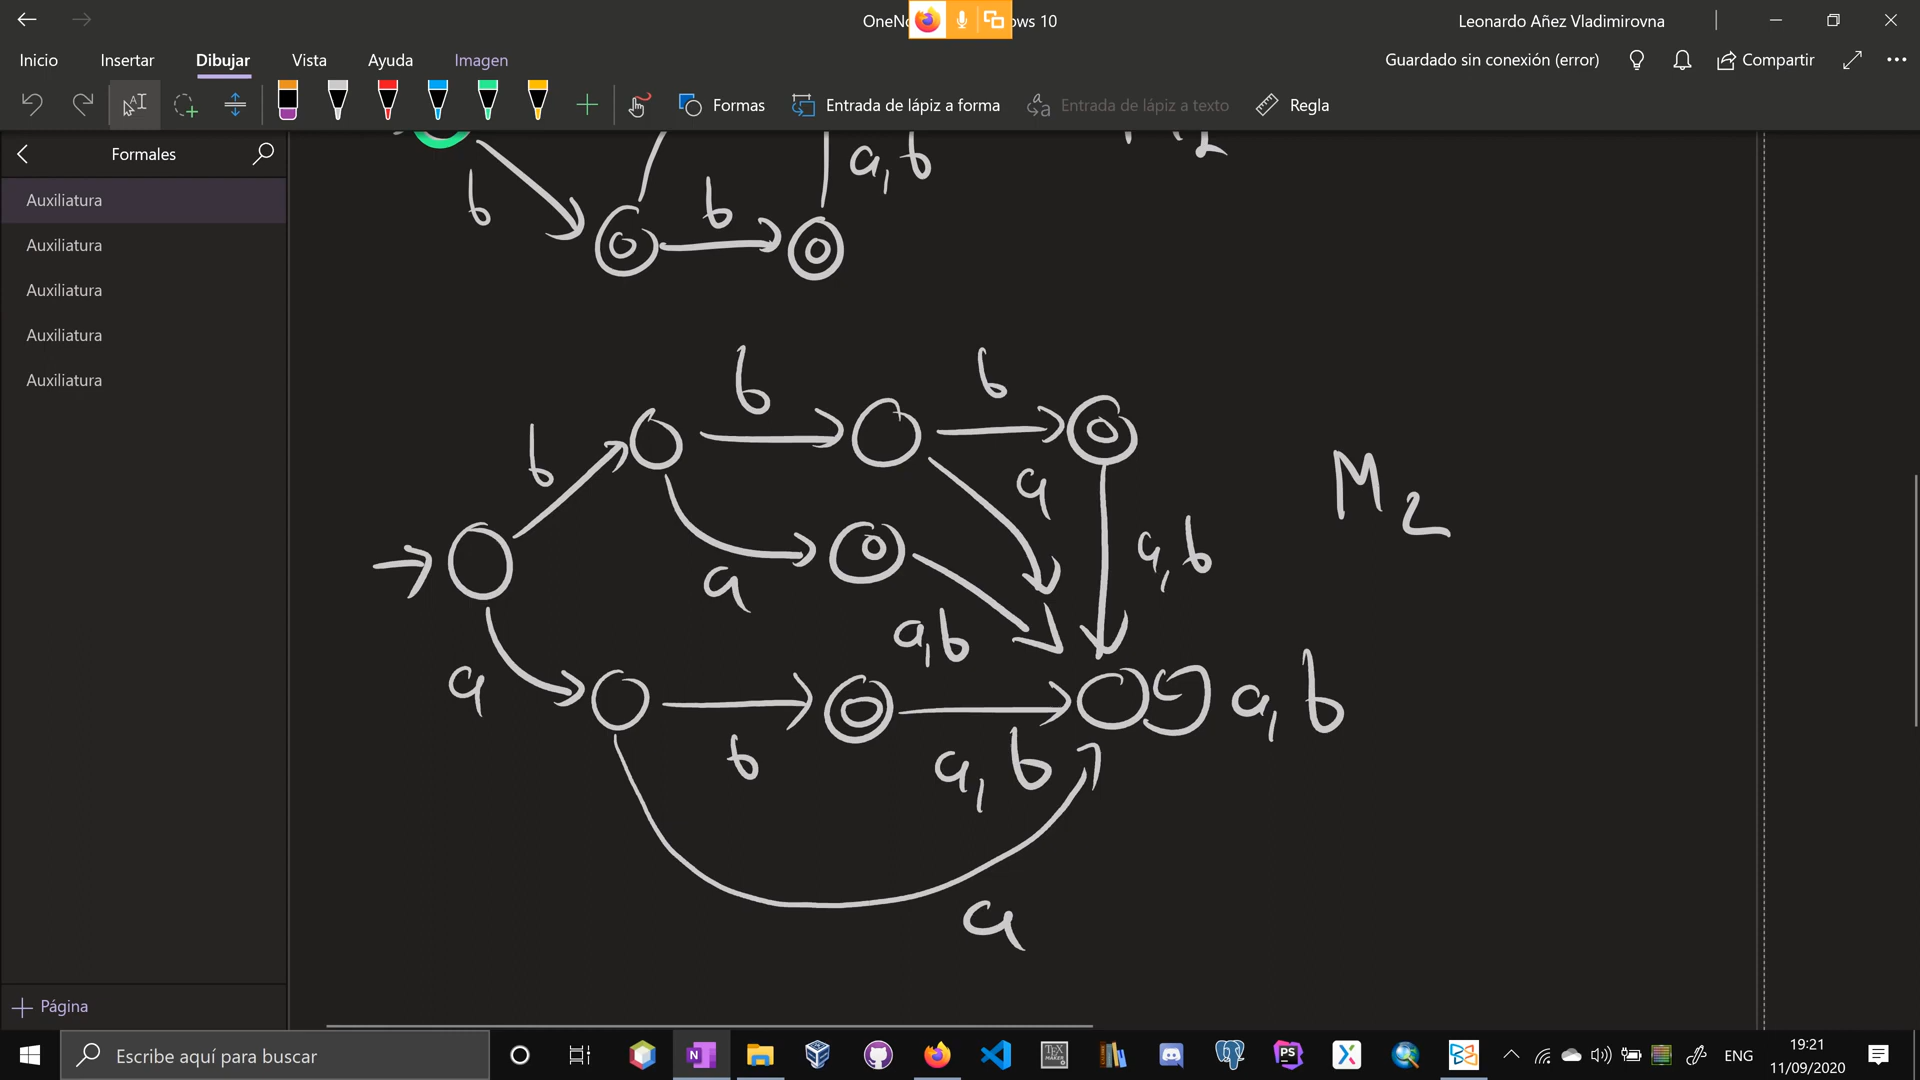 OneNo
ows 10
Leonardo Añez Vladimirovna
Inicio
Insertar
Dibujar
Vista
Ayuda
Imagen
Guardado sin conexión (error)
Compartir
Formas
Entrada de lápiz a forma
Entrada de lápiz a texto
Regla
Formales
Auxiliatura
Auxiliatura
Auxiliatura
Auxiliatura
Auxiliatura
Página
a, b
b
b
b
b
b
a
a, b
M2
a
a, b
a
a, b
b
a, b
a
Escribe aquí para buscar
ENG
19:21
11/09/2020